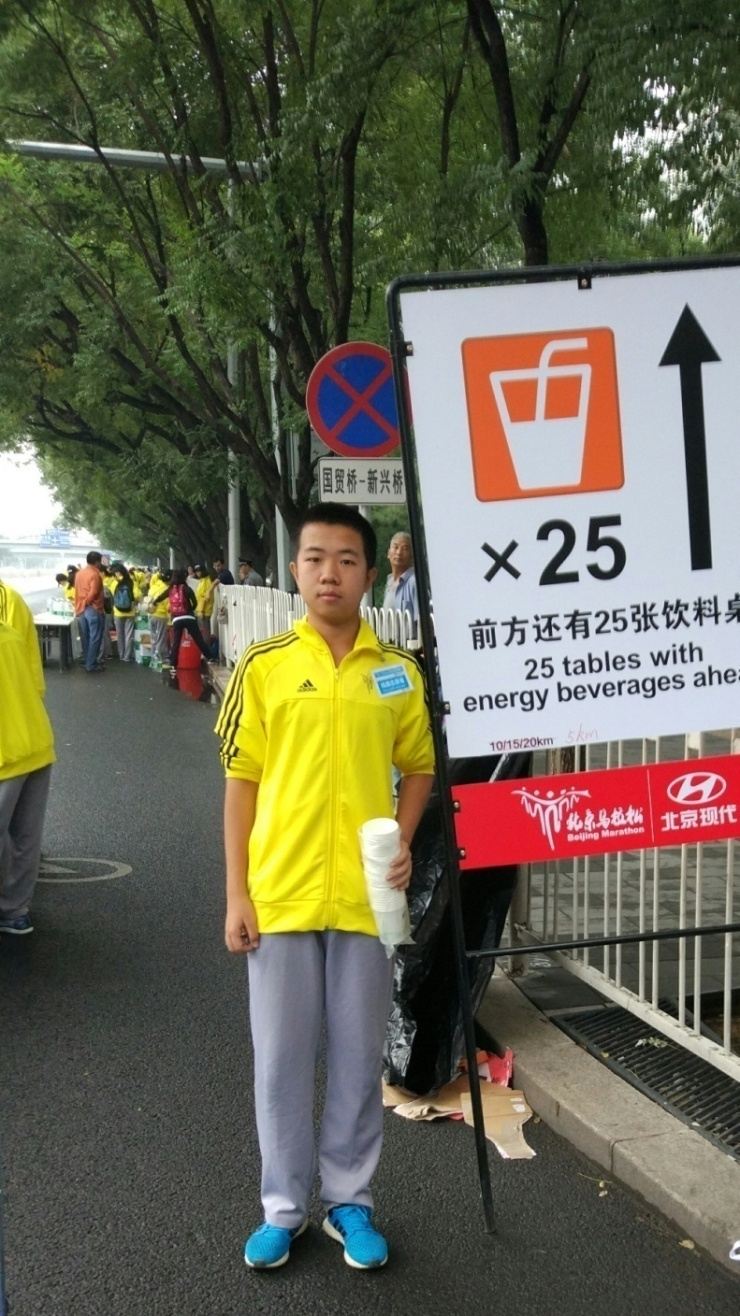 国贸桥-新兴桥
×25
前方还有25张饮料桌
25 tables with
energy beverages ahea
10/15/20km 5km
北京马拉松
Beijing Marathon
北京现代
adidas